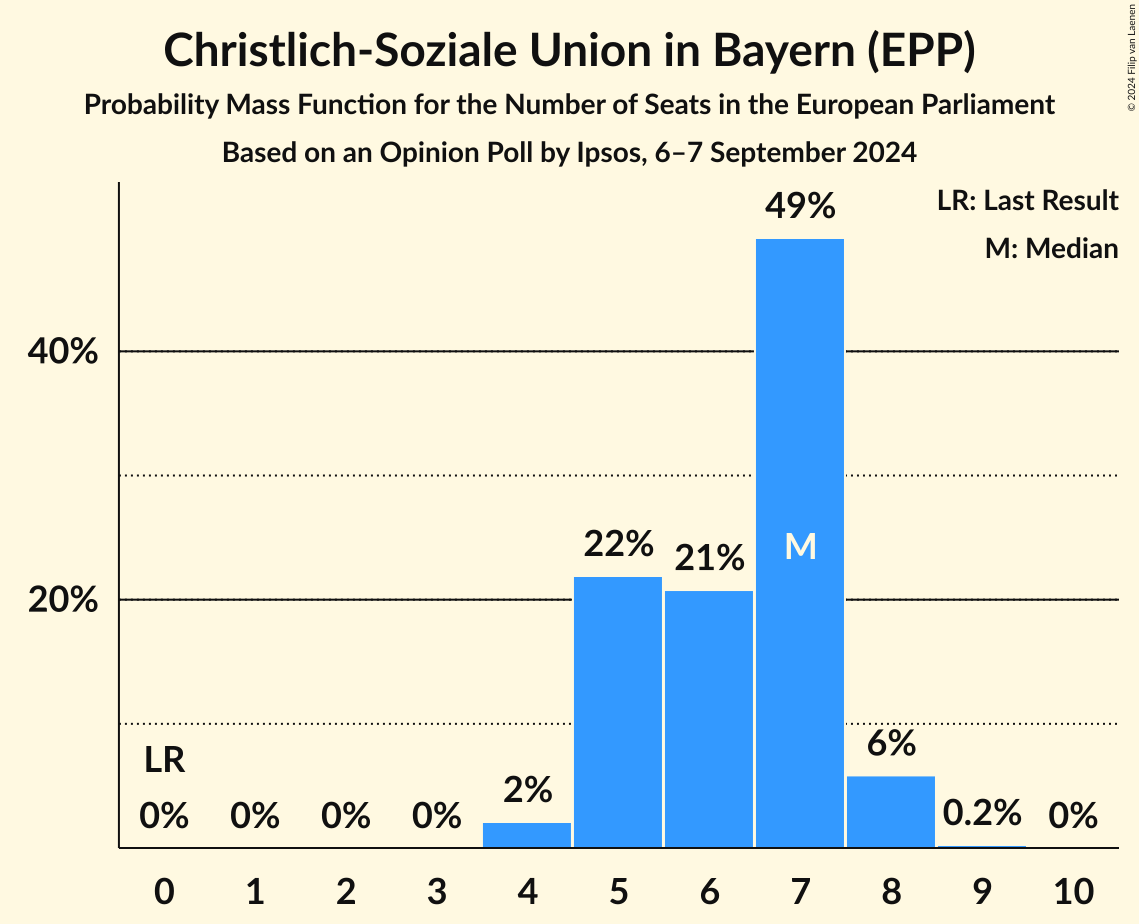 Christlich-Soziale Union in Bayern (EPP)
Probability Mass Function for the Number of Seats in the European Parliament
Based on an Opinion Poll by Ipsos, 6–7 September 2024
© 2024 Filip van Laenen
LR: Last Result
M: Median
49%
40%
22%
21%
M
20%
LR
6%
2%
0%
0%
0%
0%
0.2%
0%
0 1 2 3 4 5 6 7 8 9 10